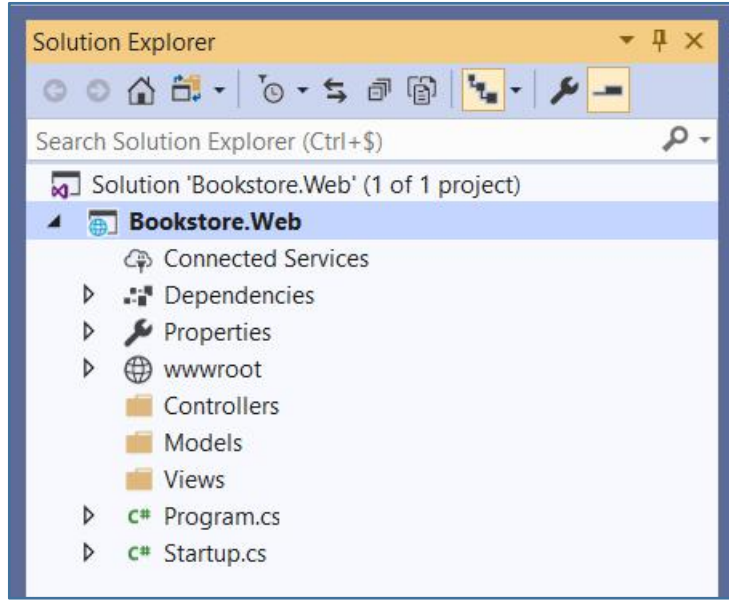 Solution Explorer
Search Solution Explorer (Ctrl+$)
Solution 'Bookstore.Web' (1 of 1 project)
Bookstore.Web
Connected Services
Dependencies
Properties
wwwroot
Controllers
Models
Views
C# Program.cs
C# Startup.cs